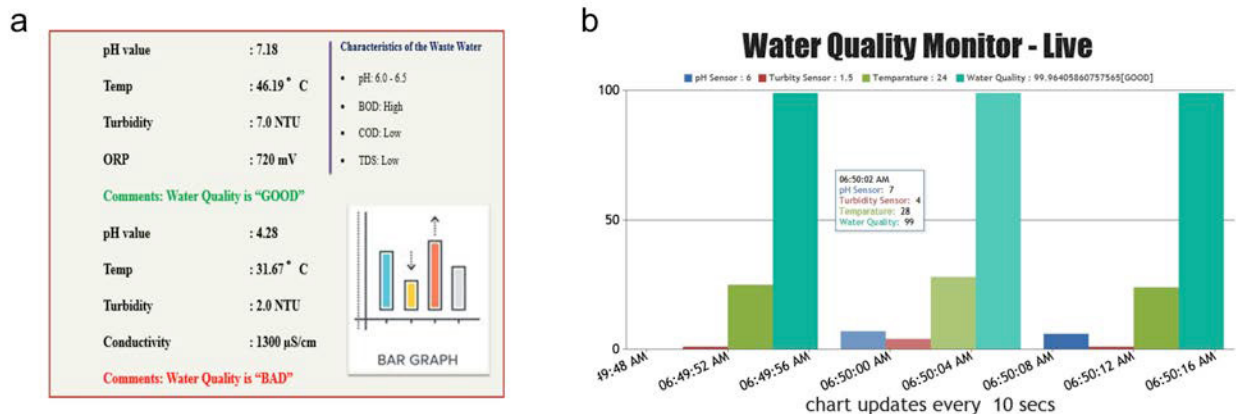 a
pH value : 7.18
Temp : 46.19° C
Turbidity : 7.0 NTU
ORP : 720 mV
Comments: Water Quality is “GOOD”
pH value : 4.28
Temp : 31.67° C
Turbidity : 2.0 NTU
Conductivity : 1300 μS/cm
Comments: Water Quality is “BAD”
Characteristics of the Waste Water
• pH: 6.0 - 6.5
• BOD: High
• COD: Low
• TDS: Low
BAR GRAPH
b
Water Quality Monitor - Live
pH Sensor : 6 Turbity Sensor : 1.5 Temparature : 24 Water Quality : 99.96405860757565[GOOD]
100
50
0
06:50:02 AM
pH Sensor: 7
Turbidity Sensor: 4
Temparature: 28
Water Quality: 99
49:48 AM 06:49:52 AM 06:49:56 AM 06:50:00 AM 06:50:04 AM 06:50:08 AM 06:50:12 AM 06:50:16 AM
chart updates every 10 secs